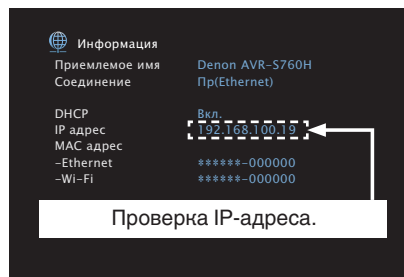 Информация
Приемлемое имя Denon AVR-S760H
Соединение Пр(Ethernet)
DHCP Вкл.
IP адрес 192.168.100.19
MAC адрес
-Ethernet ******-000000
-Wi-Fi ******-000000
Проверка IP-адреса.